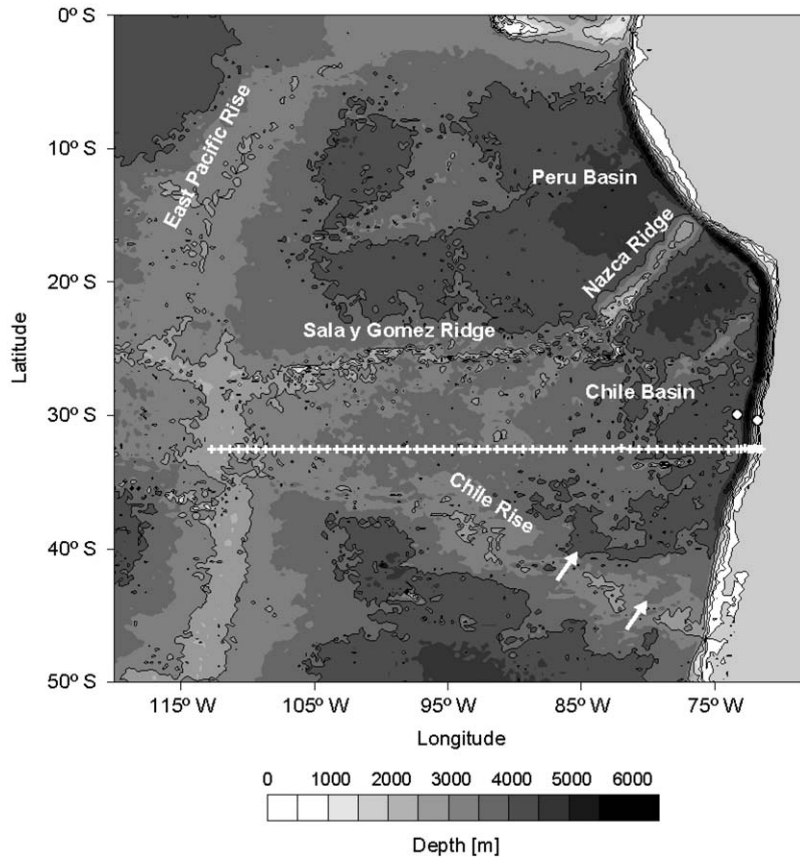 0º S
10º S
20º S
30º S
40º S
50º S
Latitude
East Pacific Rise
Peru Basin
Nazca Ridge
Sala y Gomez Ridge
Chile Basin
Chile Rise
115º W
105º W
95º W
85º W
75º W
Longitude
0 1000 2000 3000 4000 5000 6000
Depth [m]